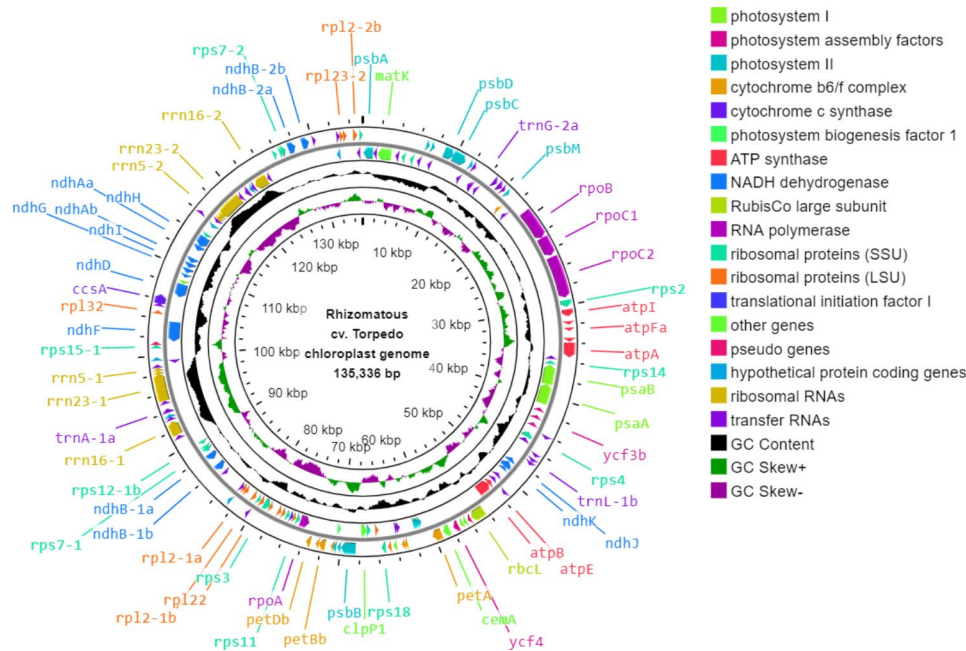 rpl2-2b
rps7-2
psbA
ndhB-2b
rpl23-2
matK
ndhB-2a
psbD
psbC
rrn16-2
trnG-2a
rrn23-2
psbM
rrn5-2
ndhAa
ndhH
rpoB
ndhG
ndhAb
rpoC1
ndhI
rpoC2
ndhD
ccsA
rps2
rpl32
atpI
ndhF
atpFa
rps15-1
atpA
rrn5-1
rps14
rrn23-1
psaB
trnA-1a
psaA
rrn16-1
ycf3b
rps12-1b
rps4
ndhB-1a
trnL-1b
rps7-1
ndhB-1b
ndhK
ndhJ
rpl2-1a
atpB
rps3
rbcL
atpE
rpl22
rpl2-1b
rpoA
petA
rps11
petDb
psbB
rps18
cemA
petBb
clpP1
ycf4
130 kbp
10 kbp
120 kbp
20 kbp
110 kbp
30 kbp
100 kbp
40 kbp
90 kbp
50 kbp
80 kbp
70 kbp
60 kbp
Rhizomatous
cv. Torpedo
chloroplast genome
135,336 bp
photosystem I
photosystem assembly factors
photosystem II
cytochrome b6/f complex
cytochrome c synthase
photosystem biogenesis factor 1
ATP synthase
NADH dehydrogenase
RubisCo large subunit
RNA polymerase
ribosomal proteins (SSU)
ribosomal proteins (LSU)
translational initiation factor I
other genes
pseudo genes
hypothetical protein coding genes
ribosomal RNAs
transfer RNAs
GC Content
GC Skew+
GC Skew-